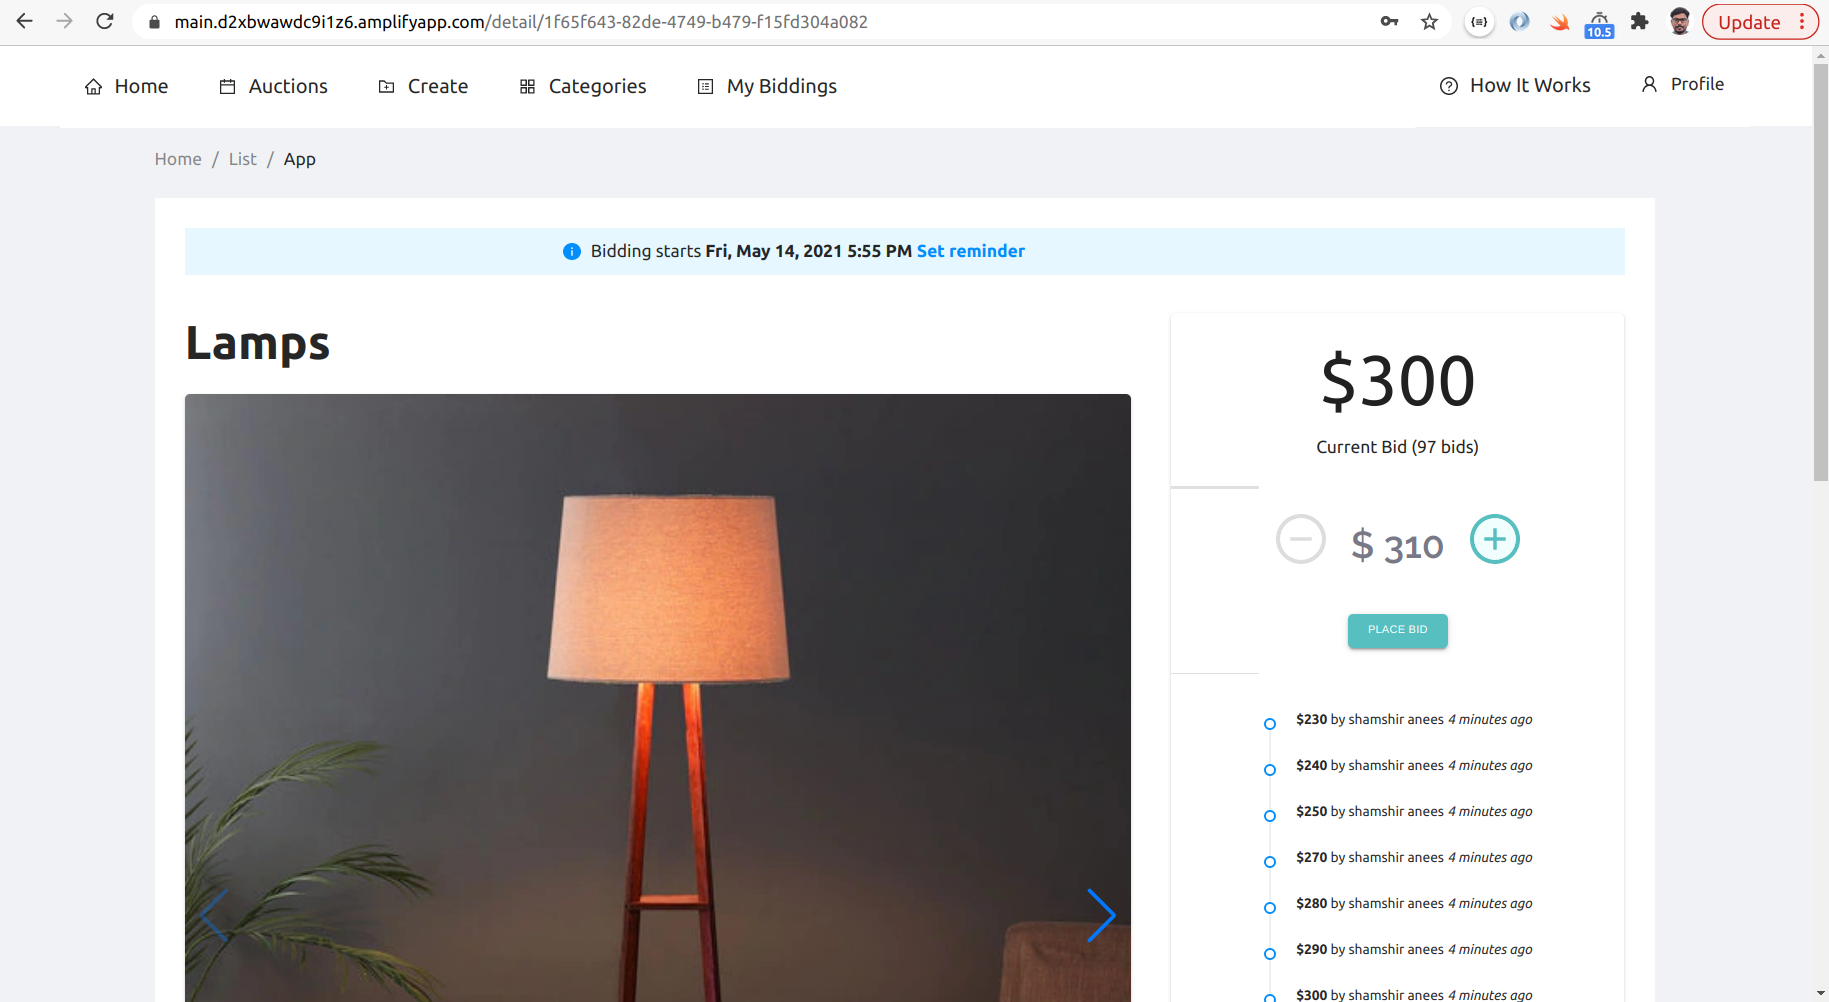 main.d2xbwawdc9i1z6.amplifyapp.com/detail/1f65f643-82de-4749-b479-f15fd304a082
10.5
Update
Home
Auctions
Create
Categories
My Biddings
How It Works
Profile
Home / List / App
Bidding starts Fri, May 14, 2021 5:55 PM Set reminder
Lamps
$300
Current Bid (97 bids)
$ 310
PLACE BID
$230 by shamshir anees 4 minutes ago
$240 by shamshir anees 4 minutes ago
$250 by shamshir anees 4 minutes ago
$270 by shamshir anees 4 minutes ago
$280 by shamshir anees 4 minutes ago
$290 by shamshir anees 4 minutes ago
$300 by shamshir anees 4 minutes ago